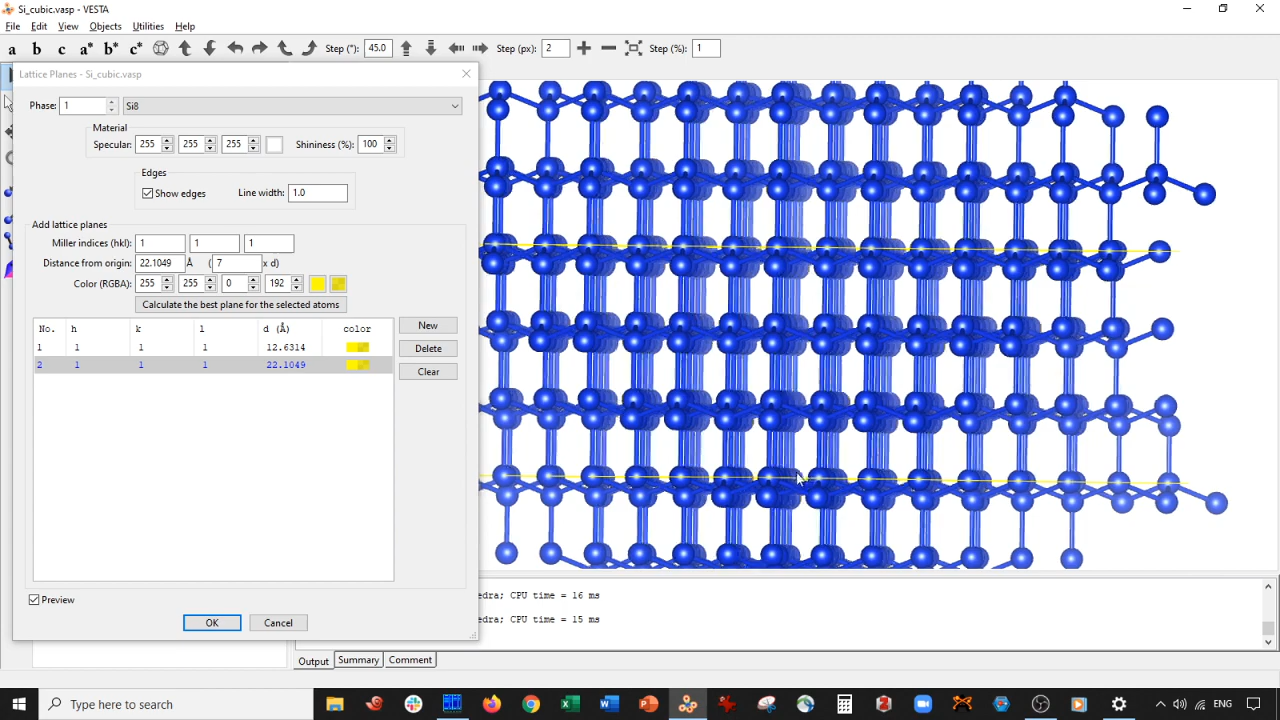 Si_cubic.vasp - VESTA
File Edit View Objects Utilities Help
a b c a* b* c* Step (°): 45.0 Step (px): 2 Step (%): 1
Lattice Planes - Si_cubic.vasp
Phase: 1 Si8
Material
Specular: 255 255 255 Shininess (%): 100
Edges
Show edges Line width: 1.0
Add lattice planes
Miller indices (hkl): 1 1 1
Distance from origin: 22.1049 Å ( 7 x d)
Color (RGBA): 255 255 0 192
Calculate the best plane for the selected atoms
No. h k l d (Å) color
1 1 1 1 12.6314
2 1 1 1 22.1049
New
Delete
Clear
Preview
OK Cancel
edra; CPU time = 16 ms
edra; CPU time = 15 ms
Output Summary Comment
Type here to search
ENG